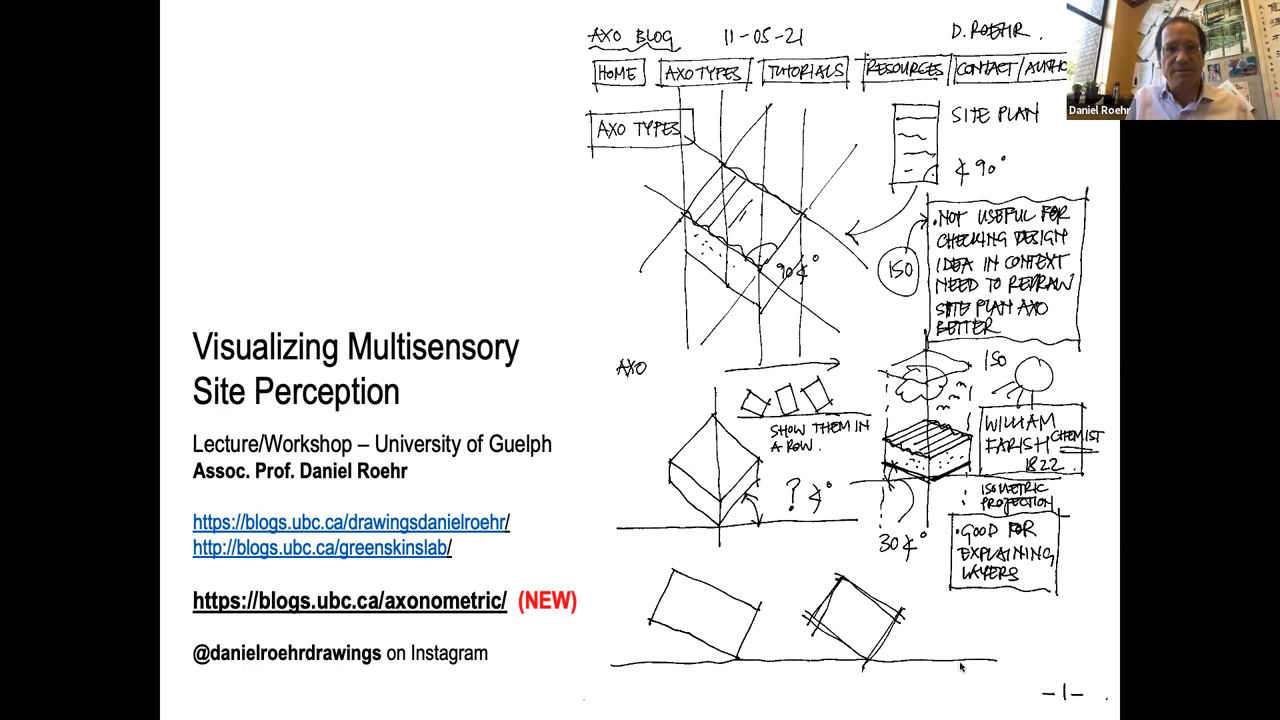 Visualizing Multisensory
Site Perception
Lecture/Workshop – University of Guelph
Assoc. Prof. Daniel Roehr
https://blogs.ubc.ca/drawingsdanielroehr/
http://blogs.ubc.ca/greenskinslab/
https://blogs.ubc.ca/axonometric/ (NEW)
@danielroehrdrawings on Instagram
AXO BLOG 11-05-21 D. ROEHR.
HOME AXO TYPES TUTORIALS RESOURCES CONTACT/
AXO TYPES
SITE PLAN
∢ 90°
90∢°
ISO
• NOT USEFUL FOR
CHECKING DESIGN
IDEA IN CONTEXT
NEED TO REDRAW
SITE PLAN AXO
BETTER
AXO
SHOW THEM IN
A ROW.
? ∢°
ISO
WILLIAM
FARISH CHEMIST
1822
ISOMETRIC
PROJECTION
30∢°
• GOOD FOR
EXPLAINING
LAYERS
-1-
Daniel Roehr